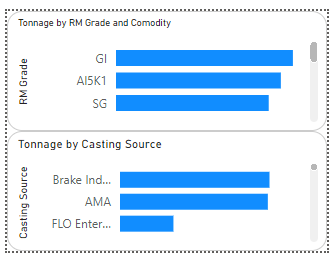 Tonnage by RM Grade and Comodity
RM Grade
GI
AI5K1
SG
Tonnage by Casting Source
Casting Source
Brake Ind...
AMA
FLO Enter...